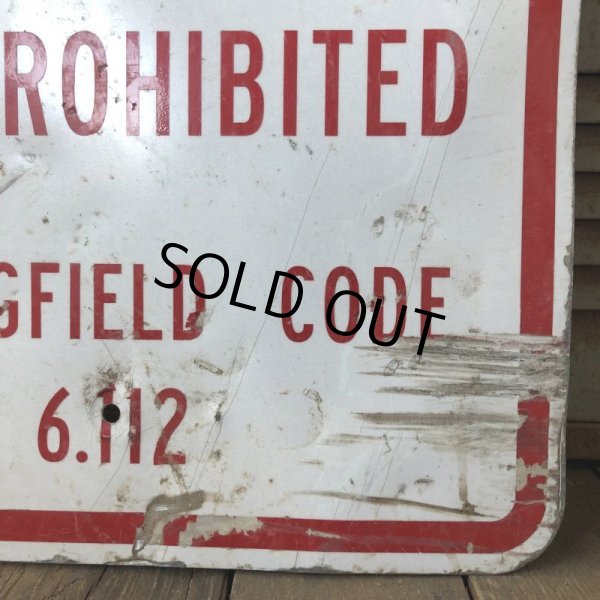 ROHIBITED
GFIELD CODE
6.112
SOLD OUT